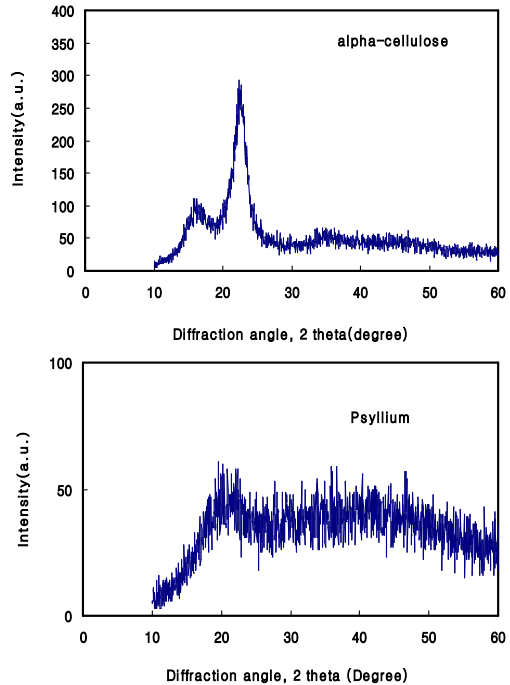 400
350
alpha-cellulose
300
250
200
150
100
50
0
Intensity(a.u.)
0 10 20 30 40 50 60
Diffraction angle, 2 theta(degree)
100
Psyllium
50
0
Intensity(a.u.)
0 10 20 30 40 50 60
Diffraction angle, 2 theta (Degree)